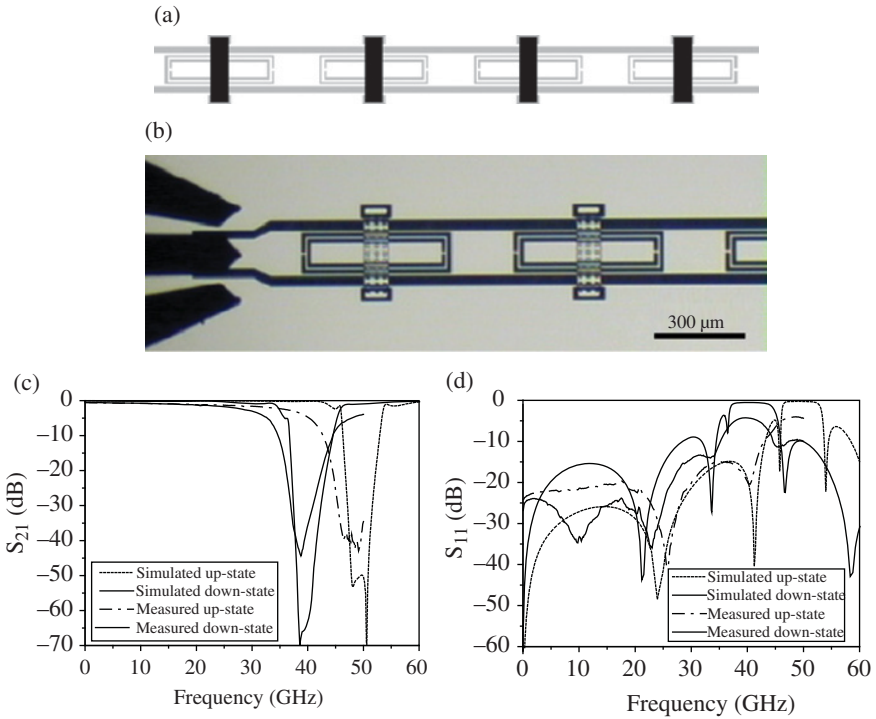 (a)
(b)
300 μm
(c)
0
–10
–20
–30
–40
–50
–60
–70
S21 (dB)
Simulated up-state
Simulated down-state
Measured up-state
Measured down-state
0 10 20 30 40 50 60
Frequency (GHz)
(d)
0
–10
–20
–30
–40
–50
–60
S11 (dB)
Simulated up-state
Simulated down-state
Measured up-state
Measured down-state
0 10 20 30 40 50 60
Frequency (GHz)